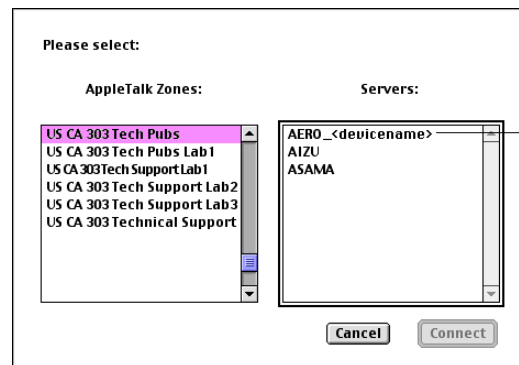 Please select:
AppleTalk Zones:
US CA 303 Tech Pubs
US CA 303 Tech Pubs Lab1
US CA 303Tech Support Lab1
US CA 303 Tech Support Lab2
US CA 303 Tech Support Lab3
US CA 303 Technical Support
Servers:
AERO_<devicename>
AIZU
ASAMA
Cancel
Connect